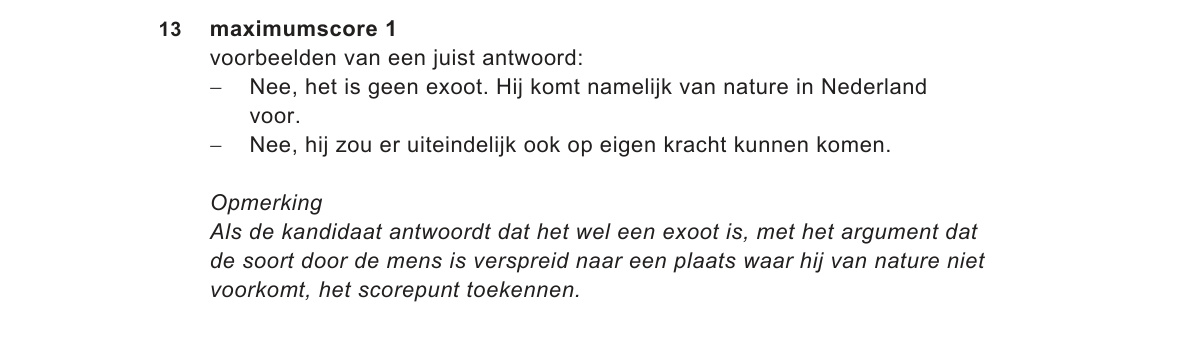 13 maximumscore 1
voorbeelden van een juist antwoord:
− Nee, het is geen exoot. Hij komt namelijk van nature in Nederland
voor.
− Nee, hij zou er uiteindelijk ook op eigen kracht kunnen komen.
Opmerking
Als de kandidaat antwoordt dat het wel een exoot is, met het argument dat
de soort door de mens is verspreid naar een plaats waar hij van nature niet
voorkomt, het scorepunt toekennen.